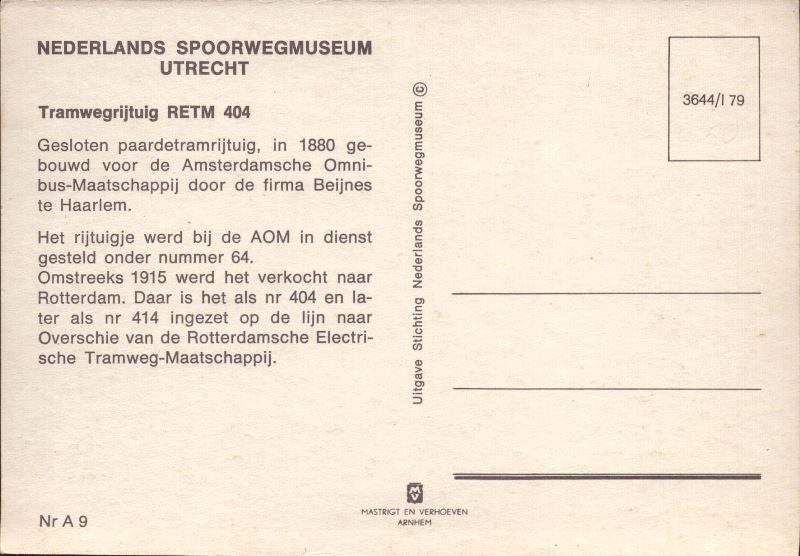 NEDERLANDS SPOORWEGMUSEUM
UTRECHT
Tramwegrijtuig RETM 404
Gesloten paardetramrijtuig, in 1880 ge-
bouwd voor de Amsterdamsche Omni-
bus-Maatschappij door de firma Beijnes
te Haarlem.
Het rijtuigje werd bij de AOM in dienst
gesteld onder nummer 64.
Omstreeks 1915 werd het verkocht naar
Rotterdam. Daar is het als nr 404 en la-
ter als nr 414 ingezet op de lijn naar
Overschie van de Rotterdamsche Electri-
sche Tramweg-Maatschappij.
Nr A 9
Uitgave Stichting Nederlands Spoorwegmuseum ©
MV
MASTRIGT EN VERHOEVEN
ARNHEM
3644/I 79